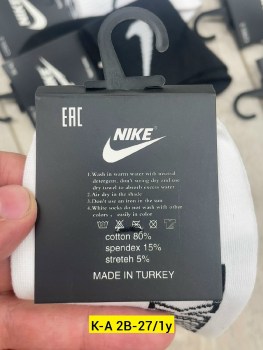 EAC
NIKE
1.Wash in warm water with neutral
detergent, don't wring dry and use
dry towel to absorb excess water
2.Air dry in the shade
3.Don't use an iron in the sun
4.White socks do not wash with other
colors , easily in color
cotton 80%
spendex 15%
streteh 5%
MADE IN TURKEY
K-A 2B-27/1y